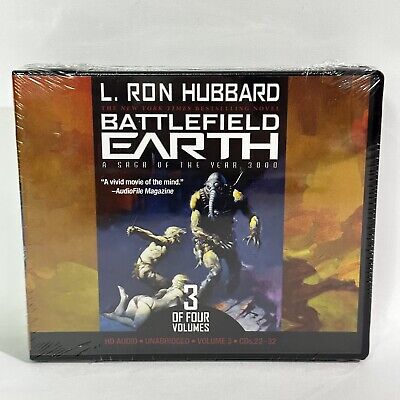 L. RON HUBBARD
THE NEW YORK TIMES BESTSELLING NOVEL
BATTLEFIELD
EARTH
A SAGA OF THE YEAR 3000
“A vivid movie of the mind.”
—AudioFile Magazine
3
OF FOUR
VOLUMES
HD AUDIO • UNABRIDGED • VOLUME 3 • CDs 22–32